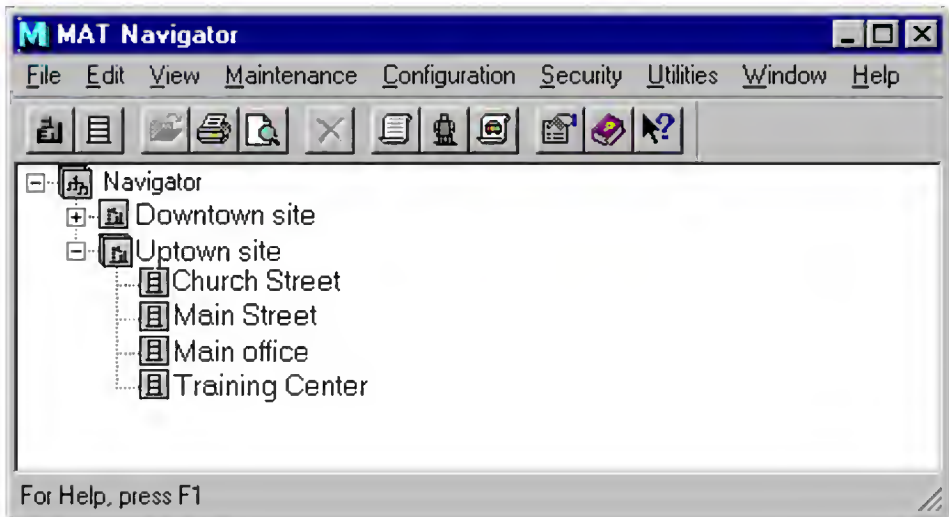 MAT Navigator
File Edit View Maintenance Configuration Security Utilities Window Help
Navigator
Downtown site
Uptown site
Church Street
Main Street
Main office
Training Center
For Help, press F1